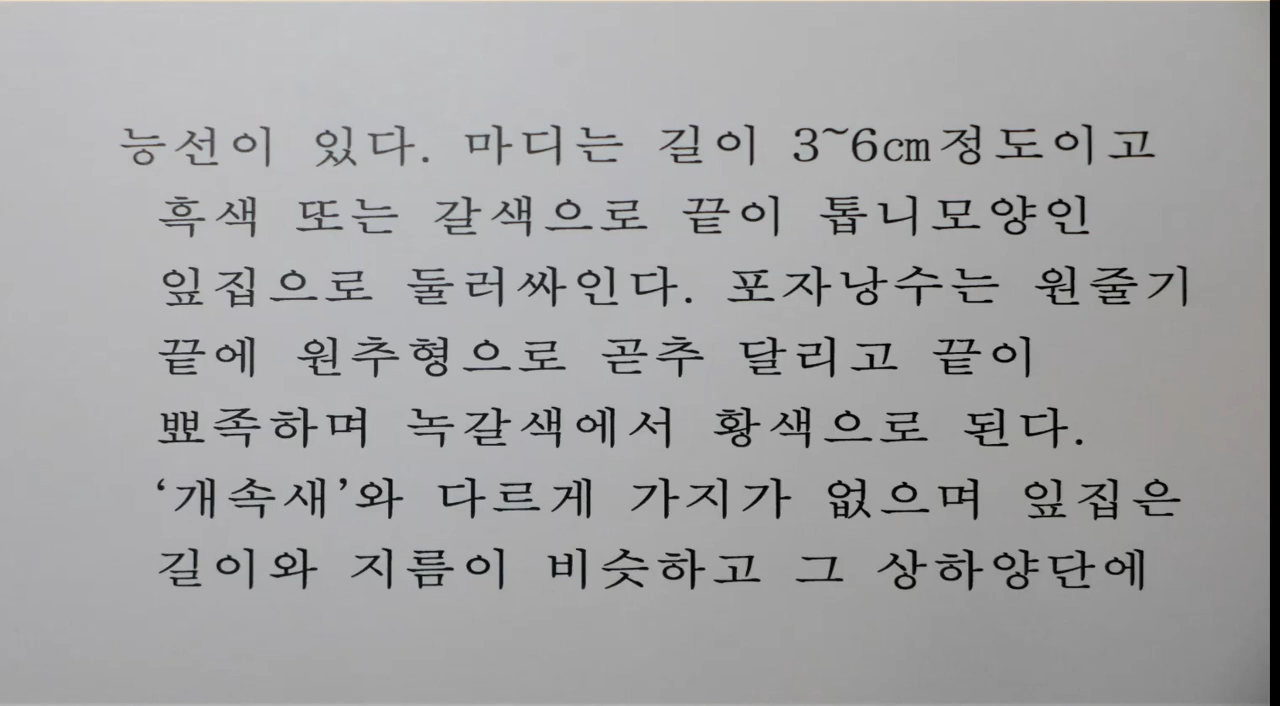 능선이 있다. 마디는 길이 3~6cm정도이고
흑색 또는 갈색으로 끝이 톱니모양인
잎집으로 둘러싸인다. 포자낭수는 원줄기
끝에 원추형으로 곧추 달리고 끝이
뾰족하며 녹갈색에서 황색으로 된다.
‘개속새’와 다르게 가지가 없으며 잎집은
길이와 지름이 비슷하고 그 상하양단에